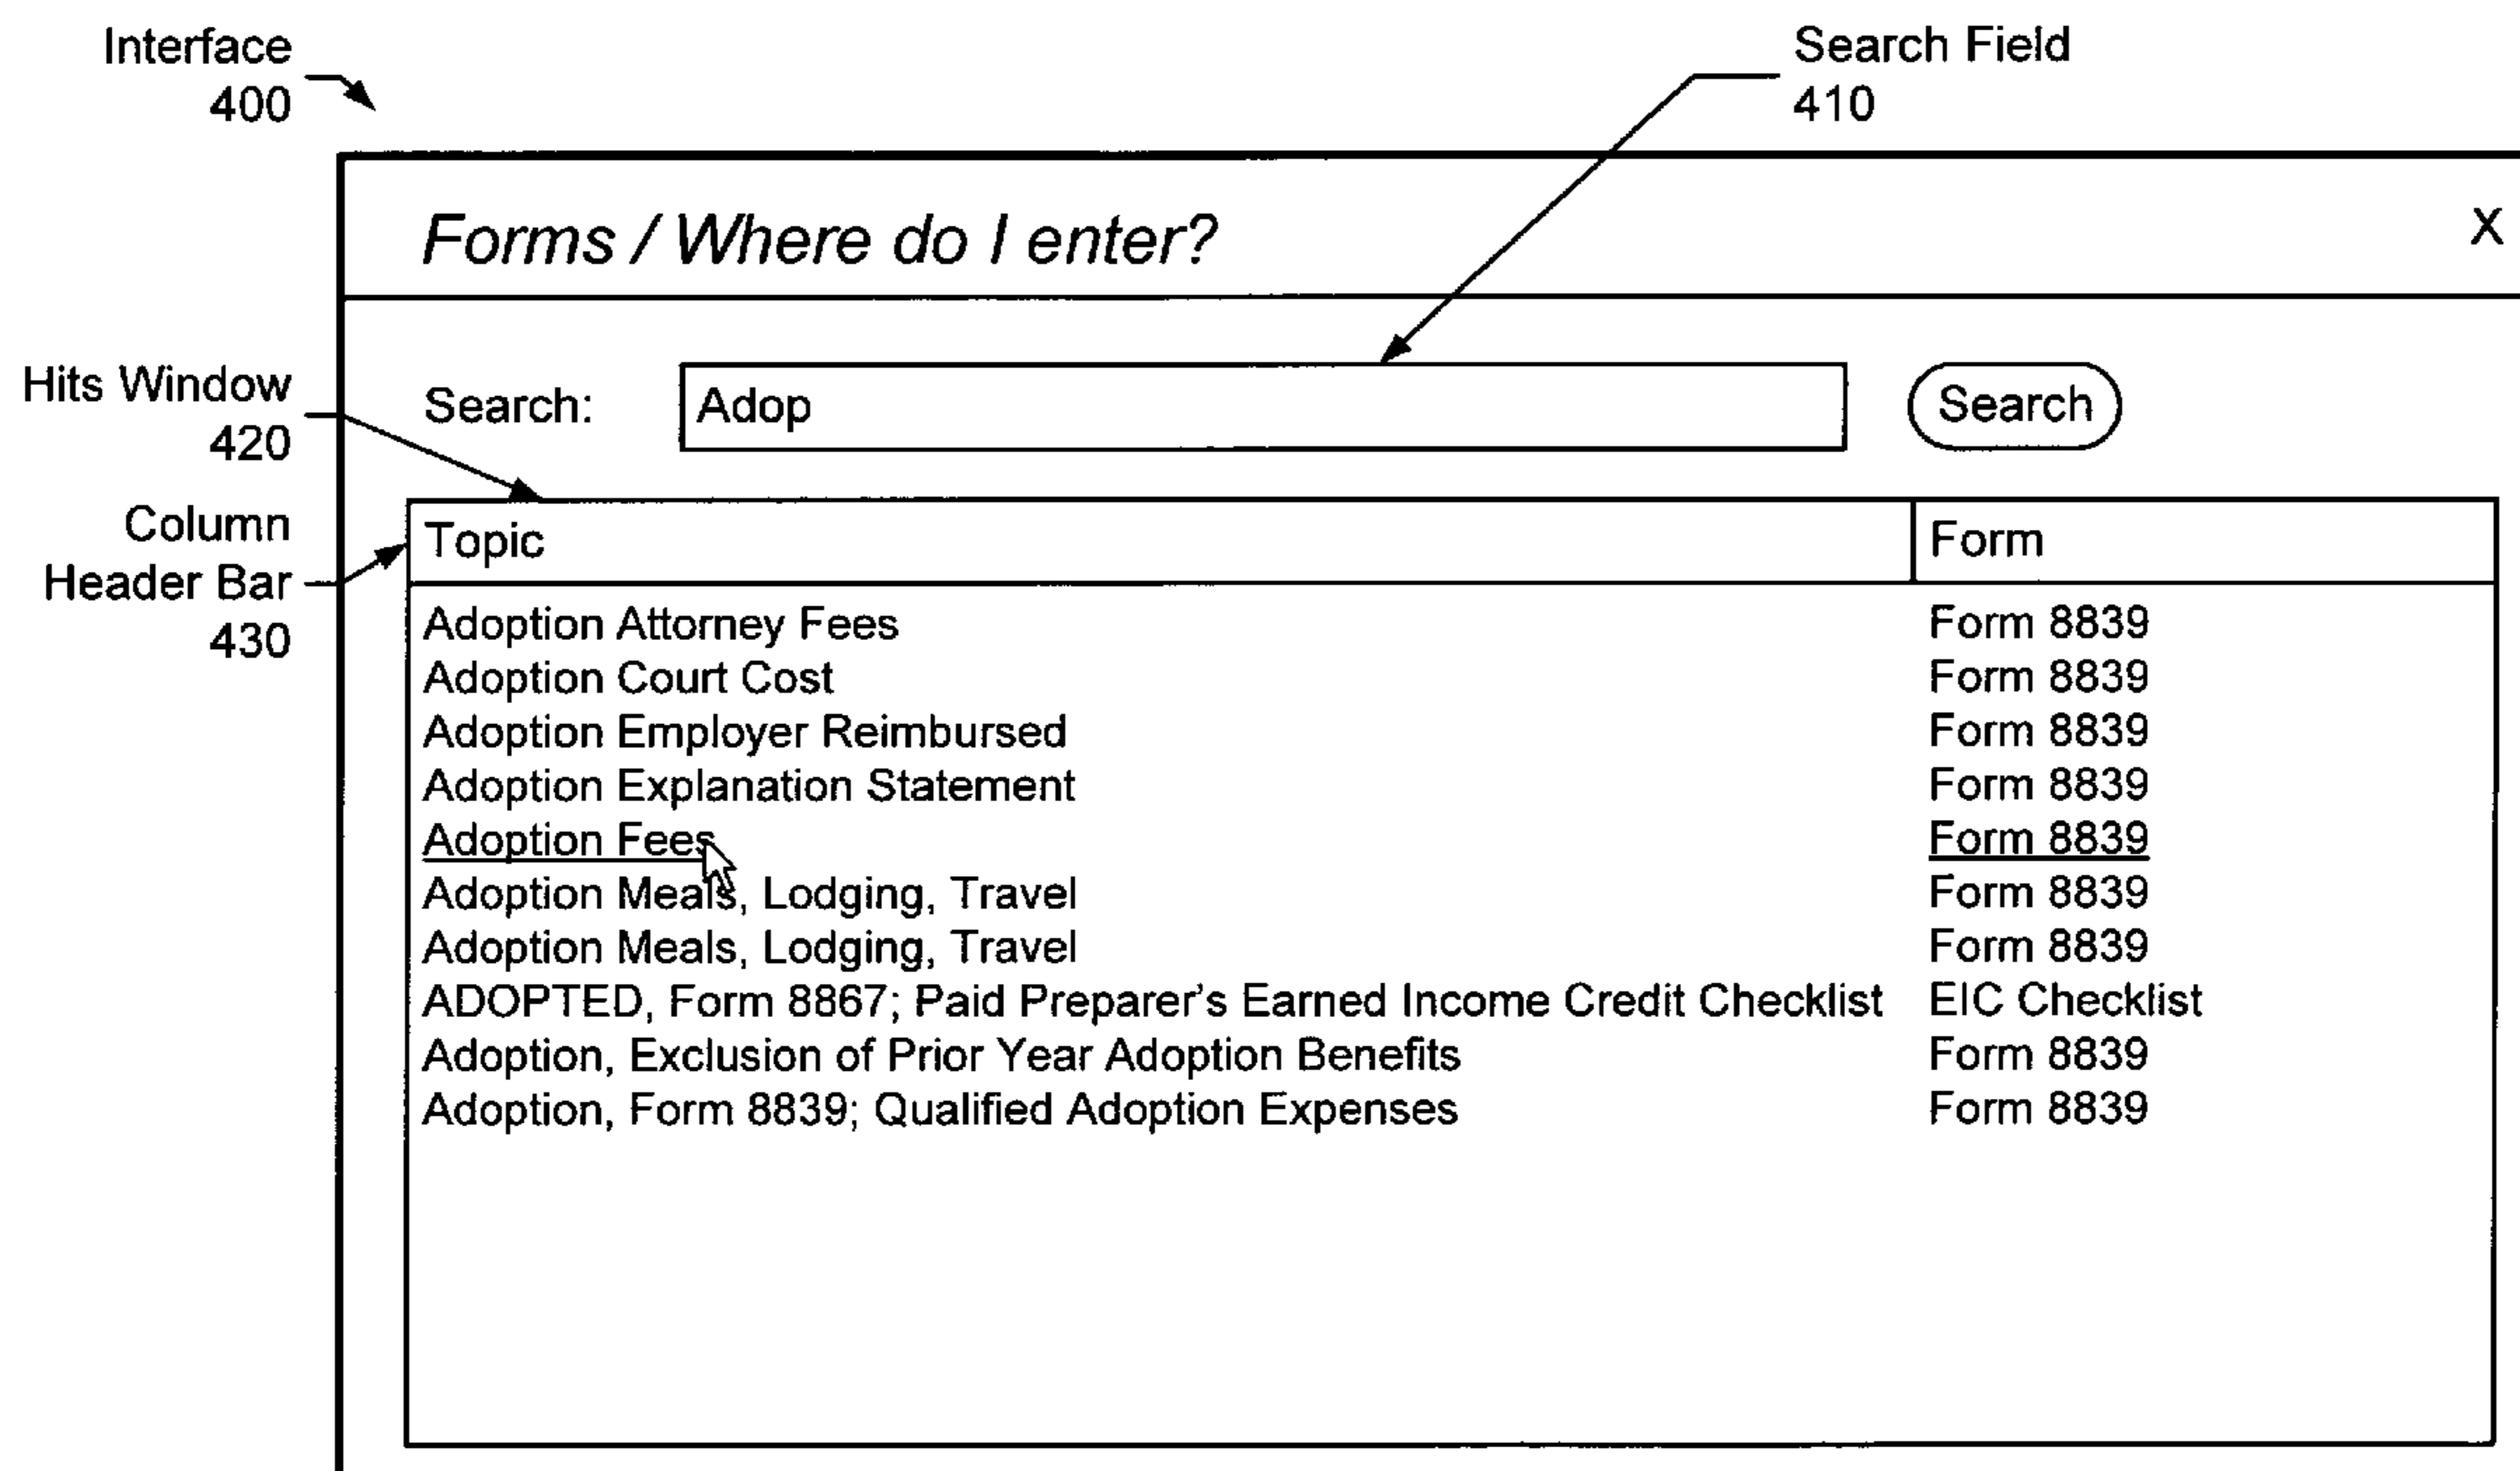 Interface
400
Search Field
410
Forms / Where do I enter?
X
Hits Window
420
Search:
Adop
Search
Column
Header Bar
430
Topic
Form
Adoption Attorney Fees
Form 8839
Adoption Court Cost
Form 8839
Adoption Employer Reimbursed
Form 8839
Adoption Explanation Statement
Form 8839
Adoption Fees
Form 8839
Adoption Meals, Lodging, Travel
Form 8839
Adoption Meals, Lodging, Travel
Form 8839
ADOPTED, Form 8867; Paid Preparer's Earned Income Credit Checklist
EIC Checklist
Adoption, Exclusion of Prior Year Adoption Benefits
Form 8839
Adoption, Form 8839; Qualified Adoption Expenses
Form 8839